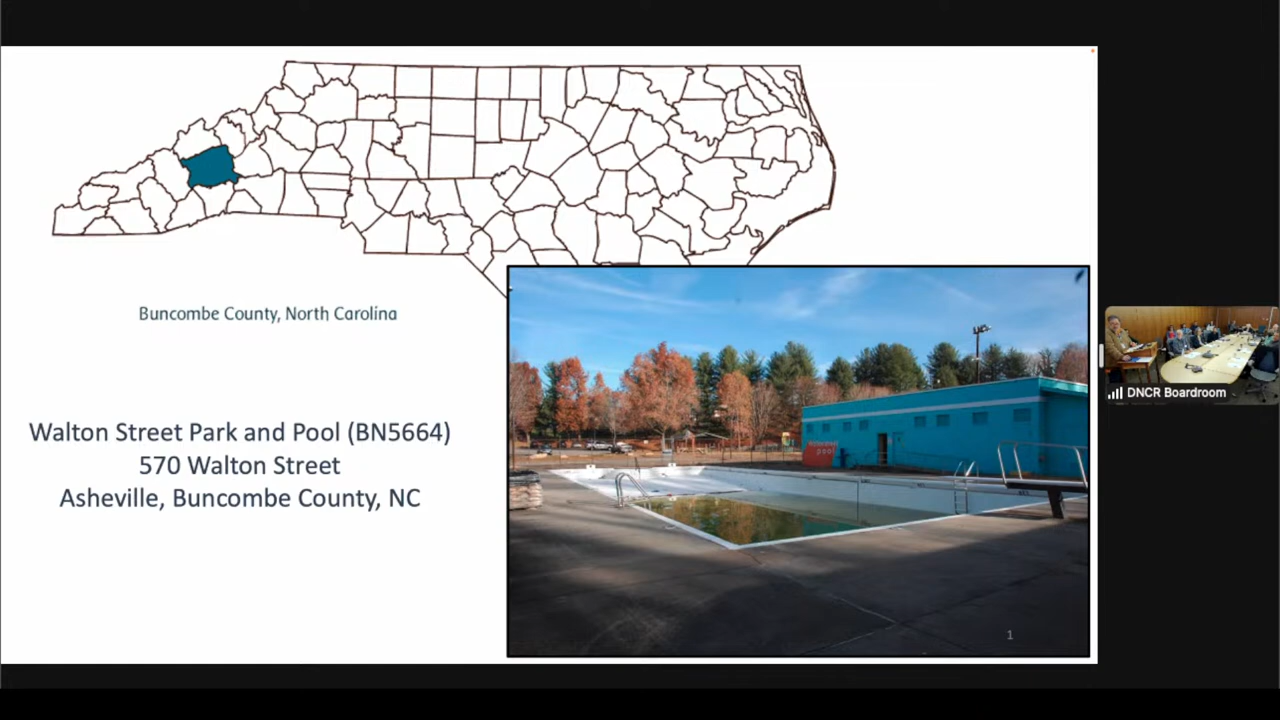 Buncombe County, North Carolina
Walton Street Park and Pool (BN5664)
570 Walton Street
Asheville, Buncombe County, NC
pool
1
DNCR Boardroom